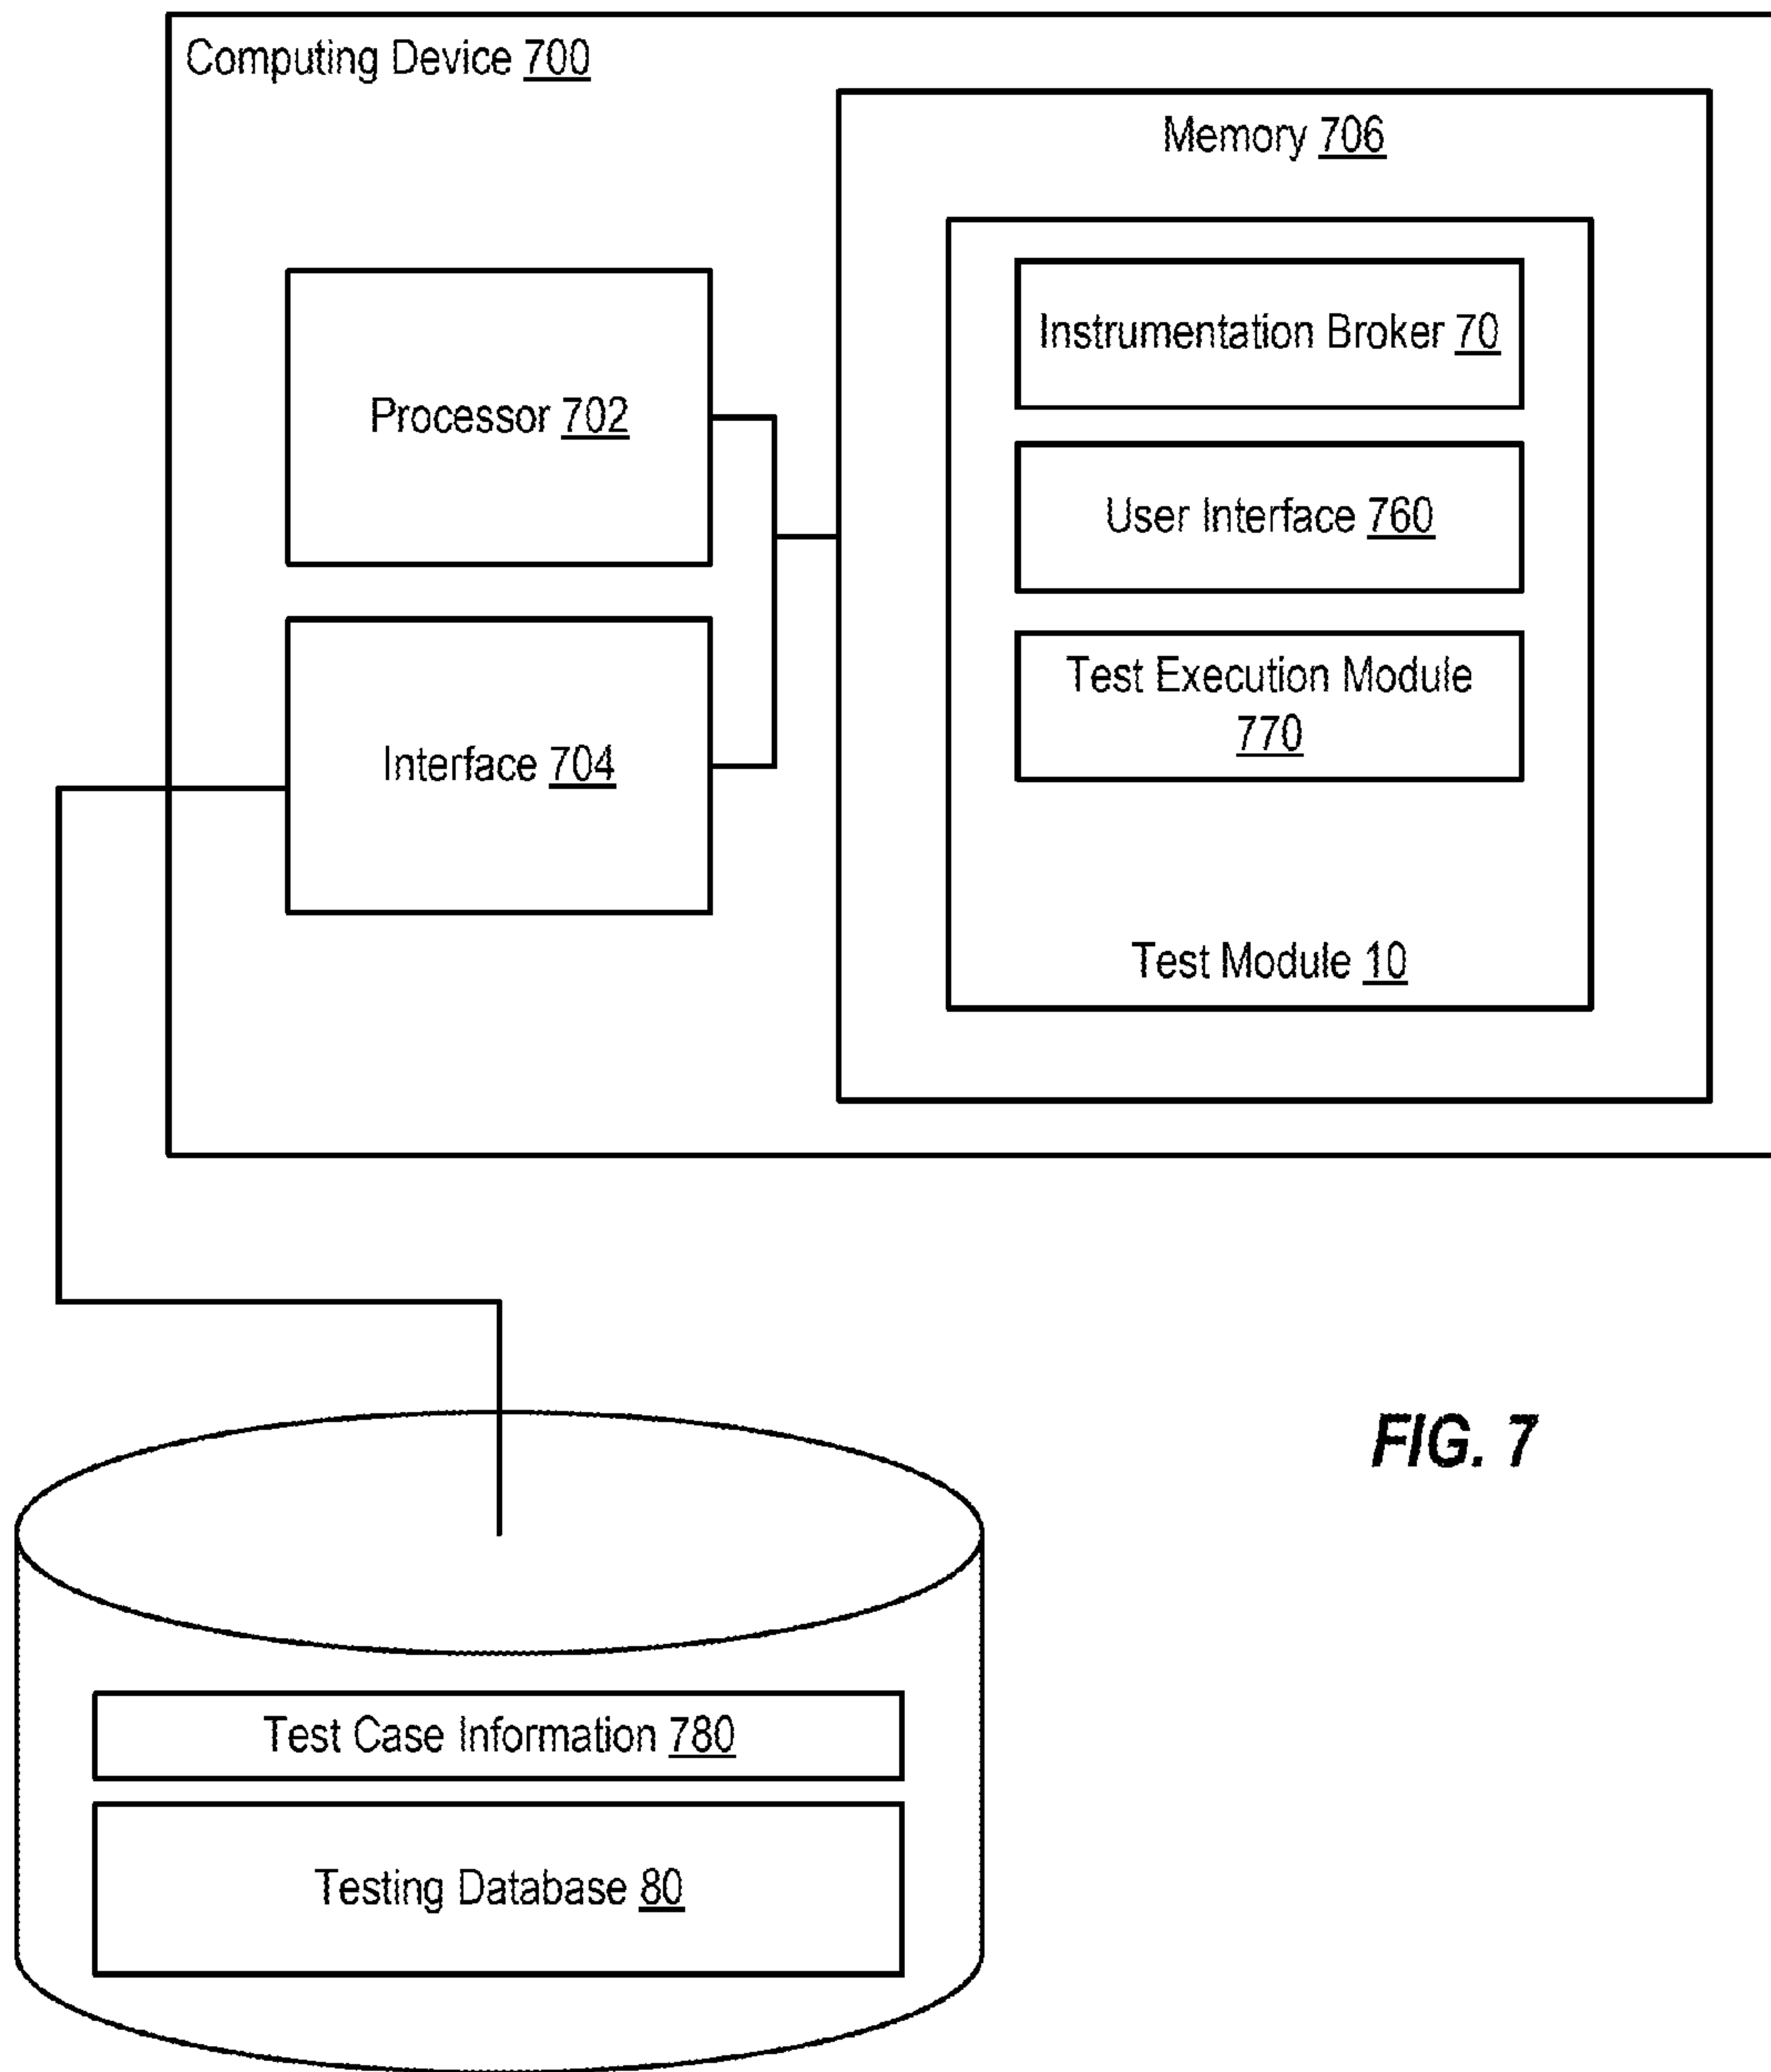 Computing Device 700
Memory 706
Instrumentation Broker 70
Processor 702
User Interface 760
Test Execution Module
770
Interface 704
Test Module 10
FIG. 7
Test Case Information 780
Testing Database 80